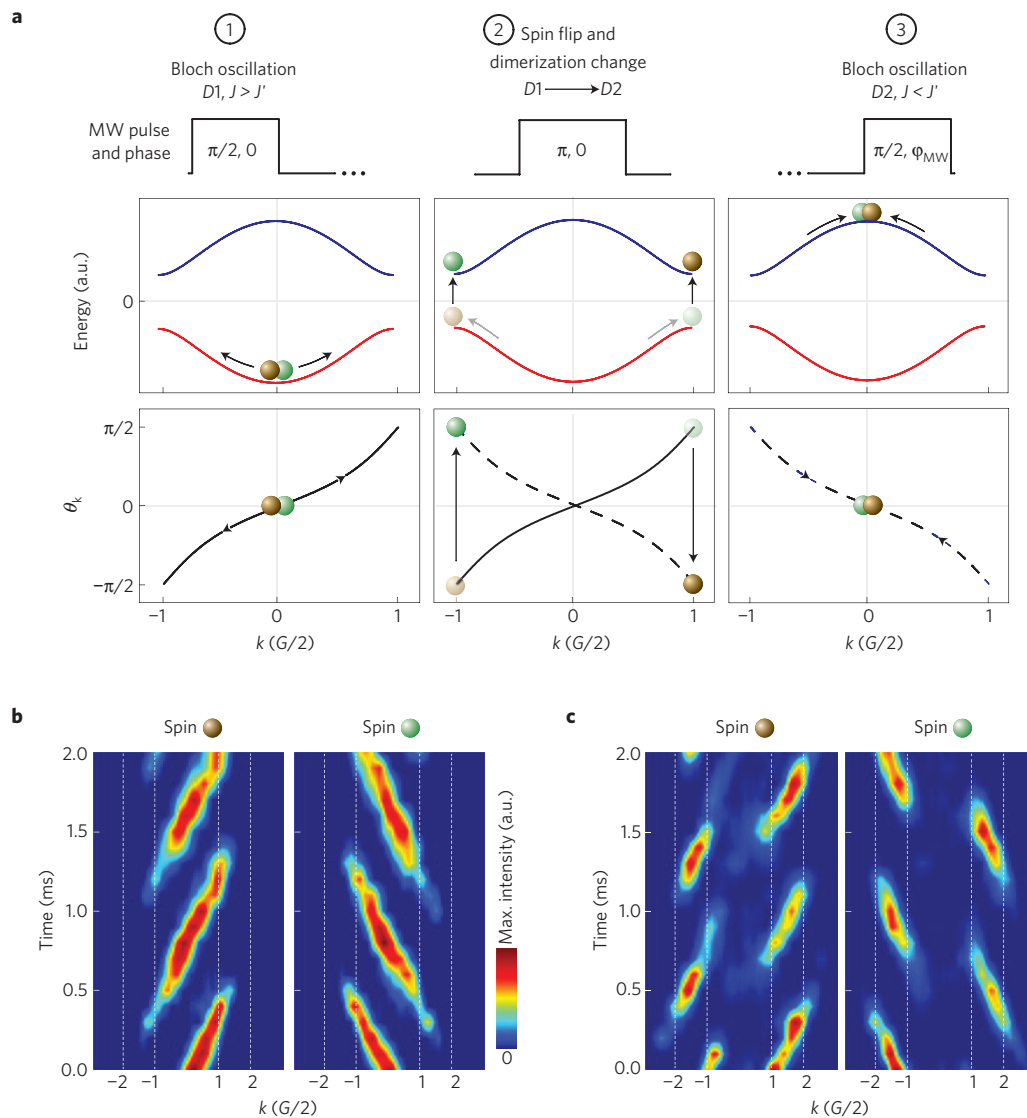 a
1
2
3
Spin flip and
dimerization change
D1 → D2
Bloch oscillation
D1, J > J'
Bloch oscillation
D2, J < J'
MW pulse
and phase
π/2, 0
π, 0
π/2, φMW
Energy (a.u.)
0
θk
π/2
0
−π/2
−1
0
1
k (G/2)
−1
0
1
k (G/2)
−1
0
1
k (G/2)
b
Spin
Spin
Time (ms)
2.0
1.5
1.0
0.5
0.0
−2
−1
1
2
−2
−1
1
2
k (G/2)
Max. intensity (a.u.)
0
c
Spin
Spin
Time (ms)
2.0
1.5
1.0
0.5
0.0
−2
−1
1
2
−2
−1
1
2
k (G/2)